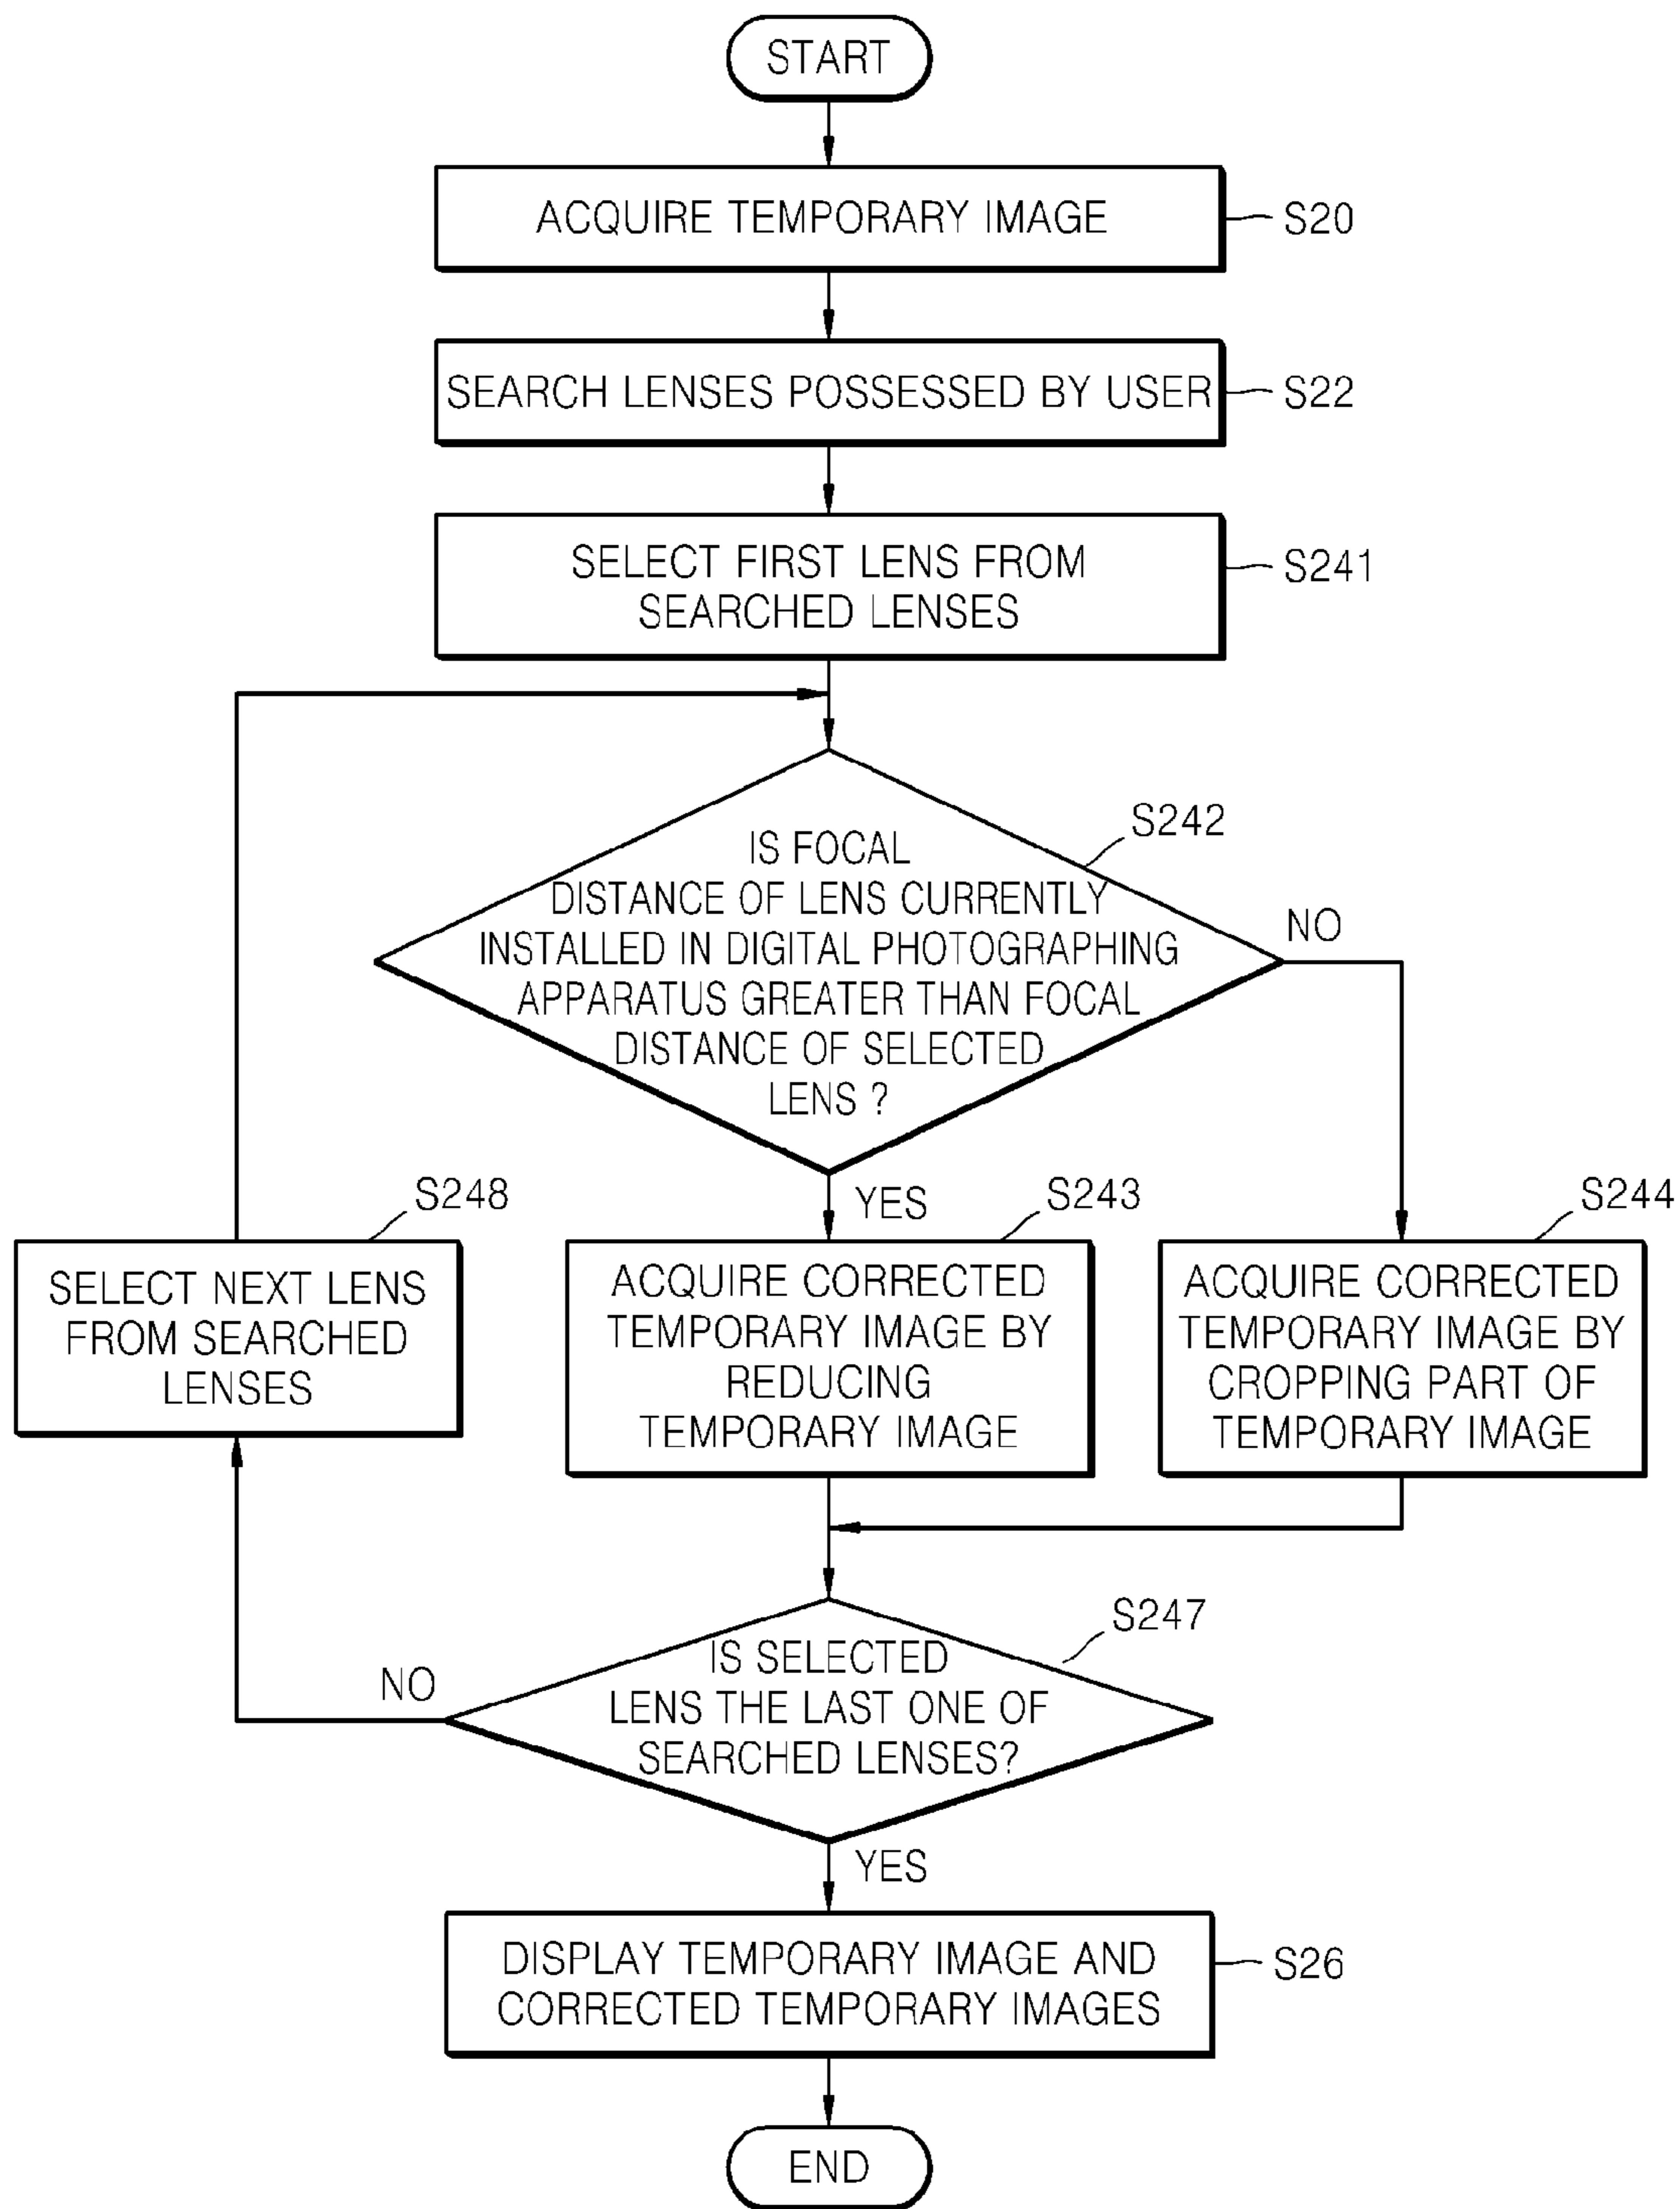 START
ACQUIRE TEMPORARY IMAGE
S20
SEARCH LENSES POSSESSED BY USER
S22
SELECT FIRST LENS FROM
SEARCHED LENSES
S241
S242
IS FOCAL
DISTANCE OF LENS CURRENTLY
INSTALLED IN DIGITAL PHOTOGRAPHING
APPARATUS GREATER THAN FOCAL
DISTANCE OF SELECTED
LENS ?
NO
YES
S248
SELECT NEXT LENS
FROM SEARCHED
LENSES
S243
ACQUIRE CORRECTED
TEMPORARY IMAGE BY
REDUCING
TEMPORARY IMAGE
S244
ACQUIRE CORRECTED
TEMPORARY IMAGE BY
CROPPING PART OF
TEMPORARY IMAGE
S247
IS SELECTED
LENS THE LAST ONE OF
SEARCHED LENSES?
NO
YES
DISPLAY TEMPORARY IMAGE AND
CORRECTED TEMPORARY IMAGES
S26
END